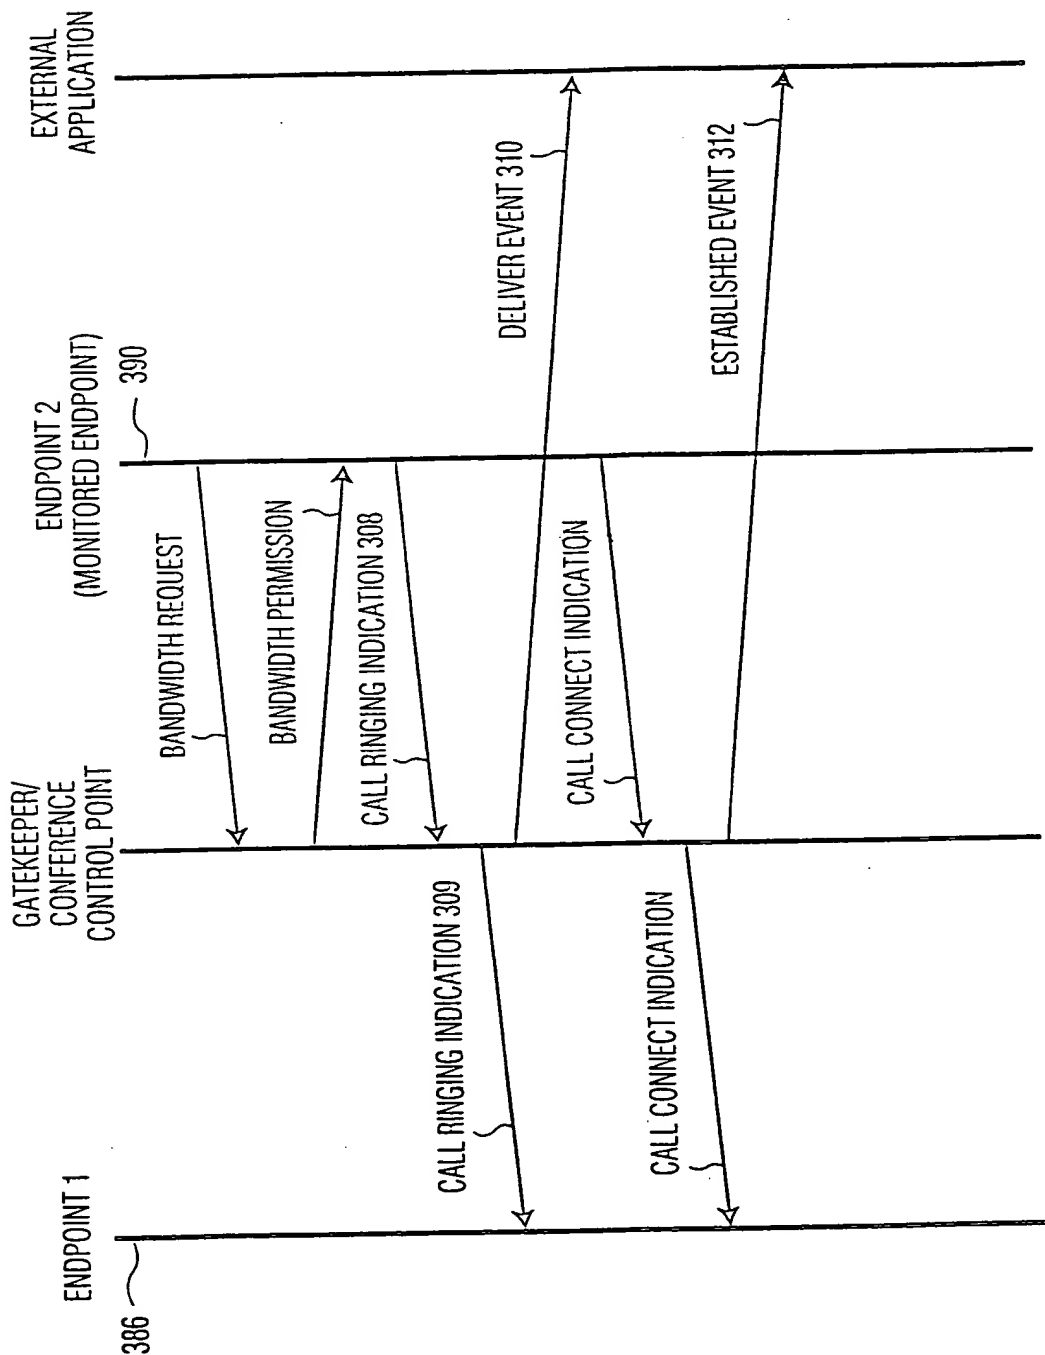 ENDPOINT 1
386
GATEKEEPER/
CONFERENCE
CONTROL POINT
ENDPOINT 2
(MONITORED ENDPOINT)
390
EXTERNAL
APPLICATION
BANDWIDTH REQUEST
BANDWIDTH PERMISSION
CALL RINGING INDICATION 308
CALL RINGING INDICATION 309
DELIVER EVENT 310
CALL CONNECT INDICATION
CALL CONNECT INDICATION
ESTABLISHED EVENT 312